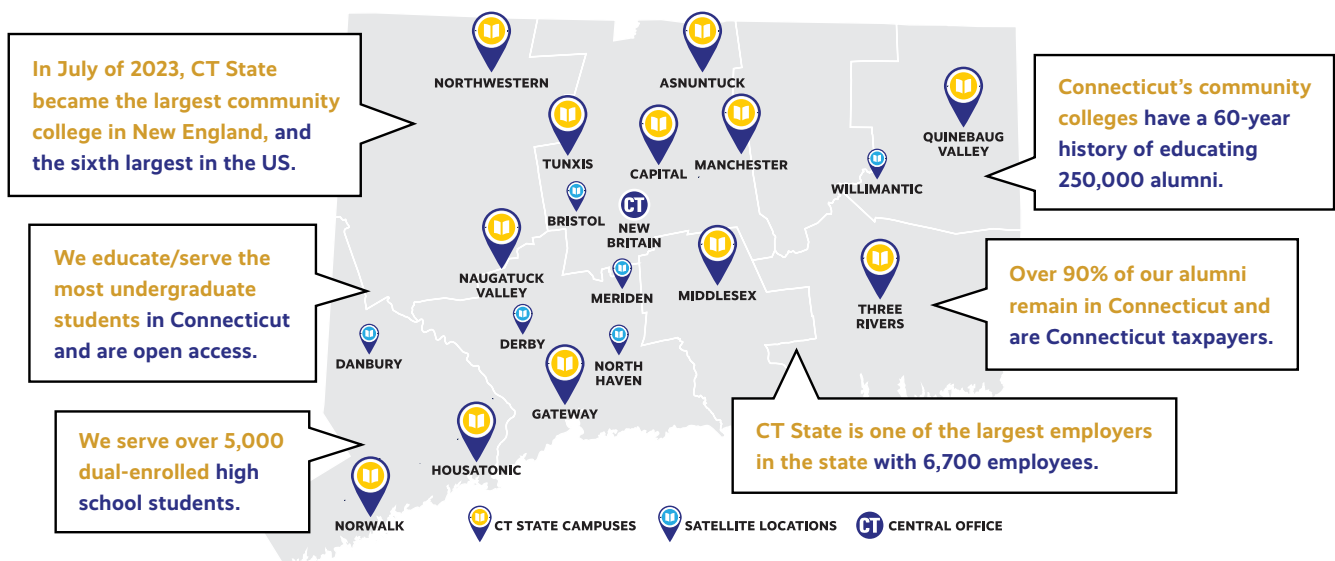 In July of 2023, CT State
became the largest community
college in New England, and
the sixth largest in the US.
We educate/serve the
most undergraduate
students in Connecticut
and are open access.
We serve over 5,000
dual-enrolled high
school students.
NORTHWESTERN
ASNUNTUCK
TUNXIS
CAPITAL
MANCHESTER
QUINEBAUG
VALLEY
WILLIMANTIC
BRISTOL
CT
NEW
BRITAIN
NAUGATUCK
VALLEY
MERIDEN
MIDDLESEX
THREE
RIVERS
DANBURY
DERBY
NORTH
HAVEN
GATEWAY
HOUSATONIC
NORWALK
Connecticut’s community
colleges have a 60-year
history of educating
250,000 alumni.
Over 90% of our alumni
remain in Connecticut and
are Connecticut taxpayers.
CT State is one of the largest employers
in the state with 6,700 employees.
CT STATE CAMPUSES
SATELLITE LOCATIONS
CT CENTRAL OFFICE